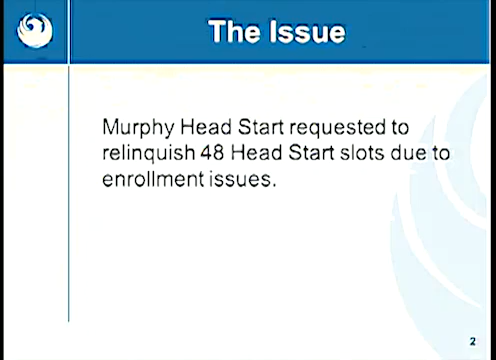 The Issue
Murphy Head Start requested to
relinquish 48 Head Start slots due to
enrollment issues.
2